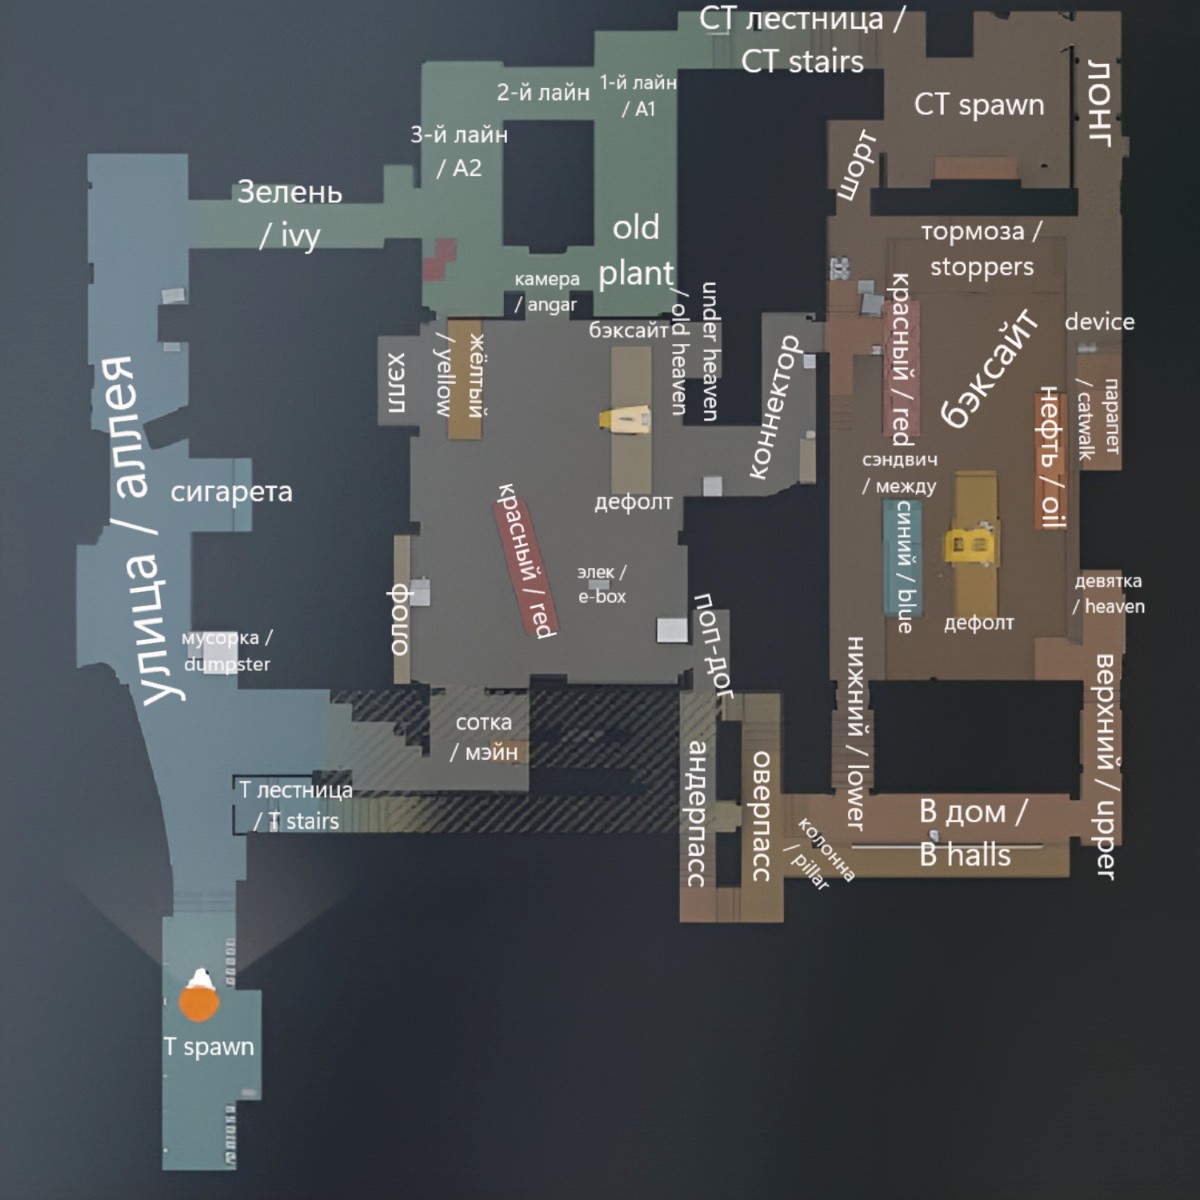 CT лестница /
CT stairs
2-й лайн
1-й лайн
/ A1
3-й лайн
/ A2
CT spawn
ЛОНГ
шорт
Зелень
/ ivy
old
plant
тормоза /
stoppers
камера
/ angar
бэксайт
under heaven
/ old heaven
device
хэлл
жёлтый
/ yellow
коннектор
красный / red
бэксайт
нефть / oil
парапет
/ catwalk
улица / аллея
сигарета
дефолт
сэндвич
/ между
красный / red
синий / blue
элек /
e-box
фолло
девятка
/ heaven
дефолт
мусорка /
dumpster
поп-дог
нижний / lower
верхний / upper
сотка
/ мэйн
андерпасс
оверпасс
T лестница
/ T stairs
колонна
/ pillar
B дом /
B halls
T spawn